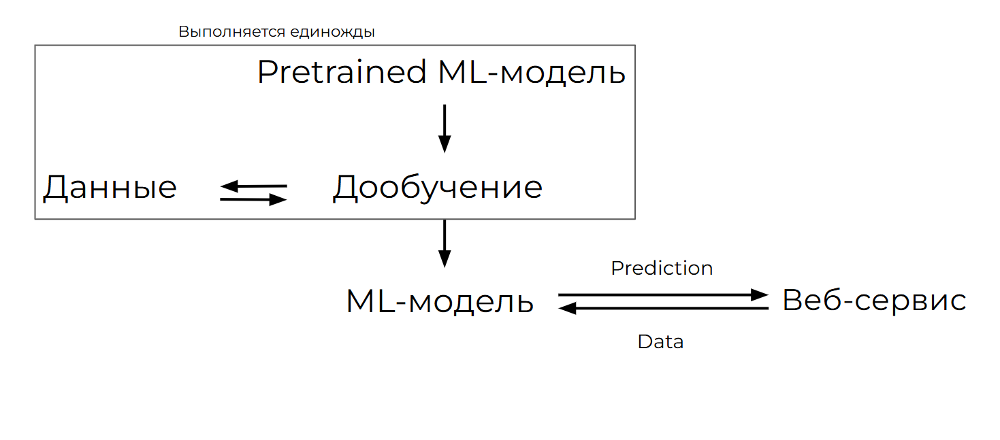 Выполняется единожды
Pretrained ML-модель
Данные
Дообучение
Prediction
ML-модель
Веб-сервис
Data